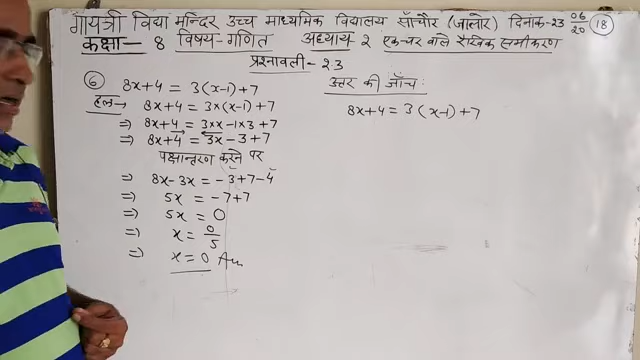 गायत्री विद्या मन्दिर उच्च माध्यमिक विद्यालय साँचौर (जालोर) दिनांक-23 06 20 (18)
कक्षा- 8 विषय-गणित अध्याय 2 एक-चर वाले रैखिक समीकरण
प्रश्नावली-2.3
(6) 8x+4 = 3(x-1)+7
हल→ 8x+4 = 3×(x-1)+7
⇒ 8x+4 = 3×x-1×3+7
⇒ 8x+4 = 3x-3+7
पक्षान्तरण करने पर
⇒ 8x-3x = -3+7-4
⇒ 5x = -7+7
⇒ 5x = 0
⇒ x = 0/5
⇒ x = 0 Ans
उत्तर की जाँच:
8x+4 = 3(x-1)+7